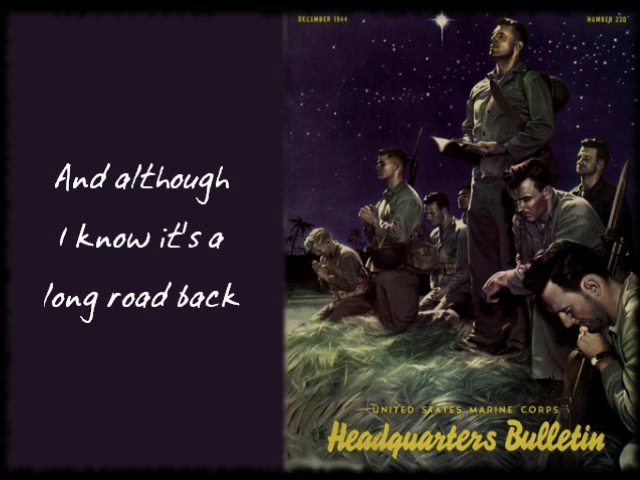 And although
I know it's a
long road back
DECEMBER 1944
NUMBER 230
UNITED STATES MARINE CORPS
Headquarters Bulletin